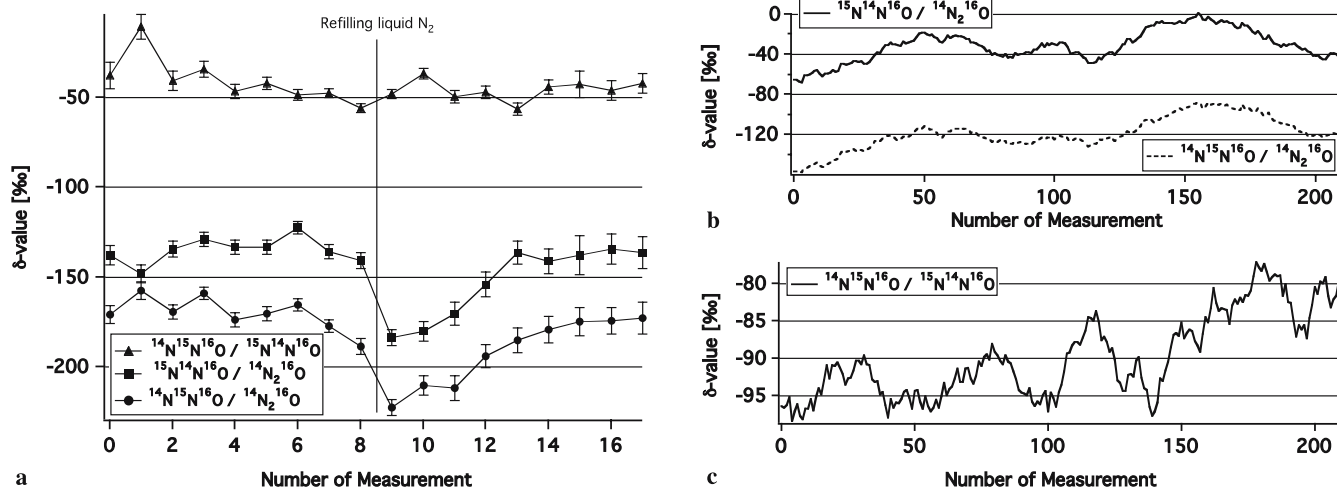 Refilling liquid N₂
-50
-100
-150
-200
δ-value [‰]
¹⁴N¹⁵N¹⁶O / ¹⁵N¹⁴N¹⁶O
¹⁵N¹⁴N¹⁶O / ¹⁴N₂¹⁶O
¹⁴N¹⁵N¹⁶O / ¹⁴N₂¹⁶O
0 2 4 6 8 10 12 14 16
Number of Measurement
a
¹⁵N¹⁴N¹⁶O / ¹⁴N₂¹⁶O
0
-40
-80
-120
δ-value [‰]
¹⁴N¹⁵N¹⁶O / ¹⁴N₂¹⁶O
0 50 100 150 200
Number of Measurement
b
¹⁴N¹⁵N¹⁶O / ¹⁵N¹⁴N¹⁶O
-80
-85
-90
-95
δ-value [‰]
0 50 100 150 200
Number of Measurement
c